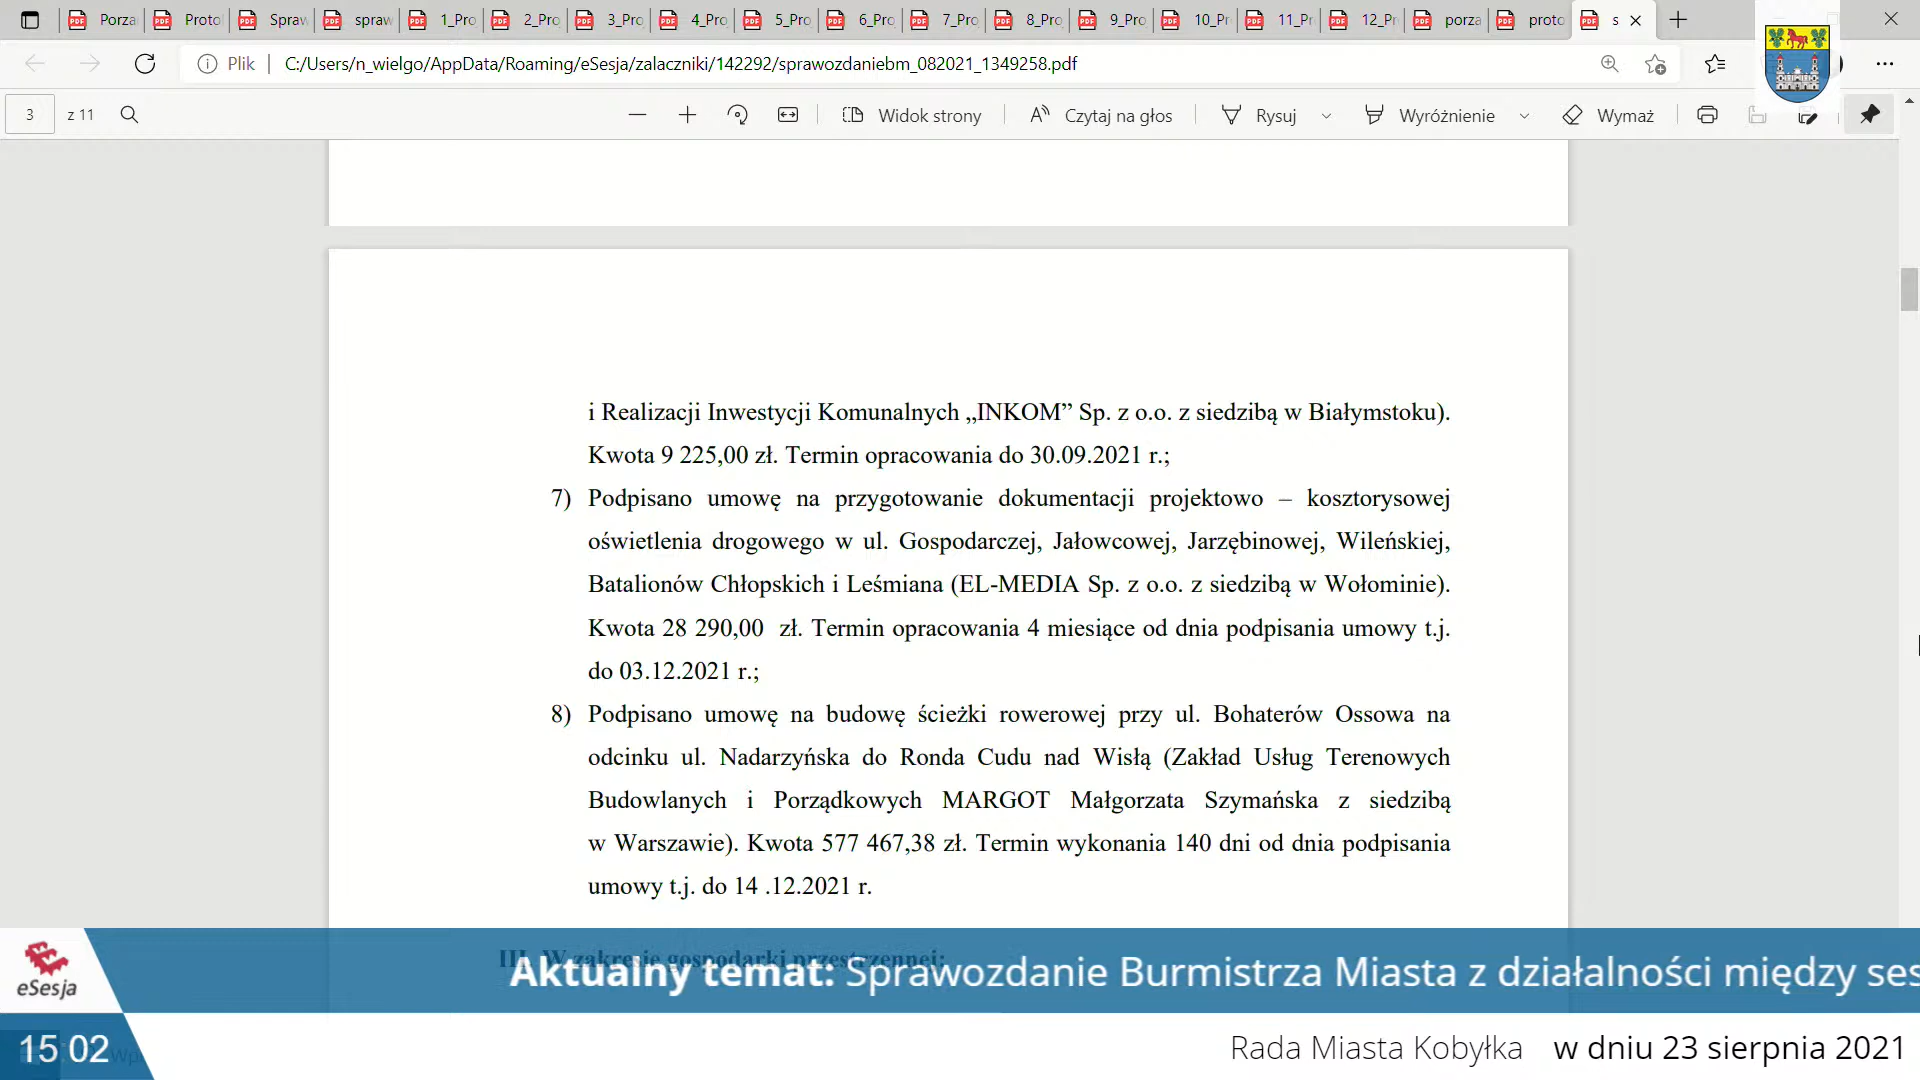 Porza
Proto
Spraw
spraw
1_Pro
2_Pro
3_Pro
4_Pro
5_Pro
6_Pro
7_Pro
8_Pro
9_Pro
10_Pr
11_Pr
12_Pr
porza
proto
s
Plik
C:/Users/n_wielgo/AppData/Roaming/eSesja/zalaczniki/142292/sprawozdaniebm_082021_1349258.pdf
3 z 11
Widok strony
Czytaj na głos
Rysuj
Wyróżnienie
Wymaż
i Realizacji Inwestycji Komunalnych „INKOM” Sp. z o.o. z siedzibą w Białymstoku).
Kwota 9 225,00 zł. Termin opracowania do 30.09.2021 r.;
7) Podpisano umowę na przygotowanie dokumentacji projektowo – kosztorysowej
oświetlenia drogowego w ul. Gospodarczej, Jałowcowej, Jarzębinowej, Wileńskiej,
Batalionów Chłopskich i Leśmiana (EL-MEDIA Sp. z o.o. z siedzibą w Wołominie).
Kwota 28 290,00 zł. Termin opracowania 4 miesiące od dnia podpisania umowy t.j.
do 03.12.2021 r.;
8) Podpisano umowę na budowę ścieżki rowerowej przy ul. Bohaterów Ossowa na
odcinku ul. Nadarzyńska do Ronda Cudu nad Wisłą (Zakład Usług Terenowych
Budowlanych i Porządkowych MARGOT Małgorzata Szymańska z siedzibą
w Warszawie). Kwota 577 467,38 zł. Termin wykonania 140 dni od dnia podpisania
umowy t.j. do 14 .12.2021 r.
III. W zakresie gospodarki przestrzennej:
Aktualny temat: Sprawozdanie Burmistrza Miasta z działalności między ses
eSesja
15:02
Rada Miasta Kobyłka w dniu 23 sierpnia 2021